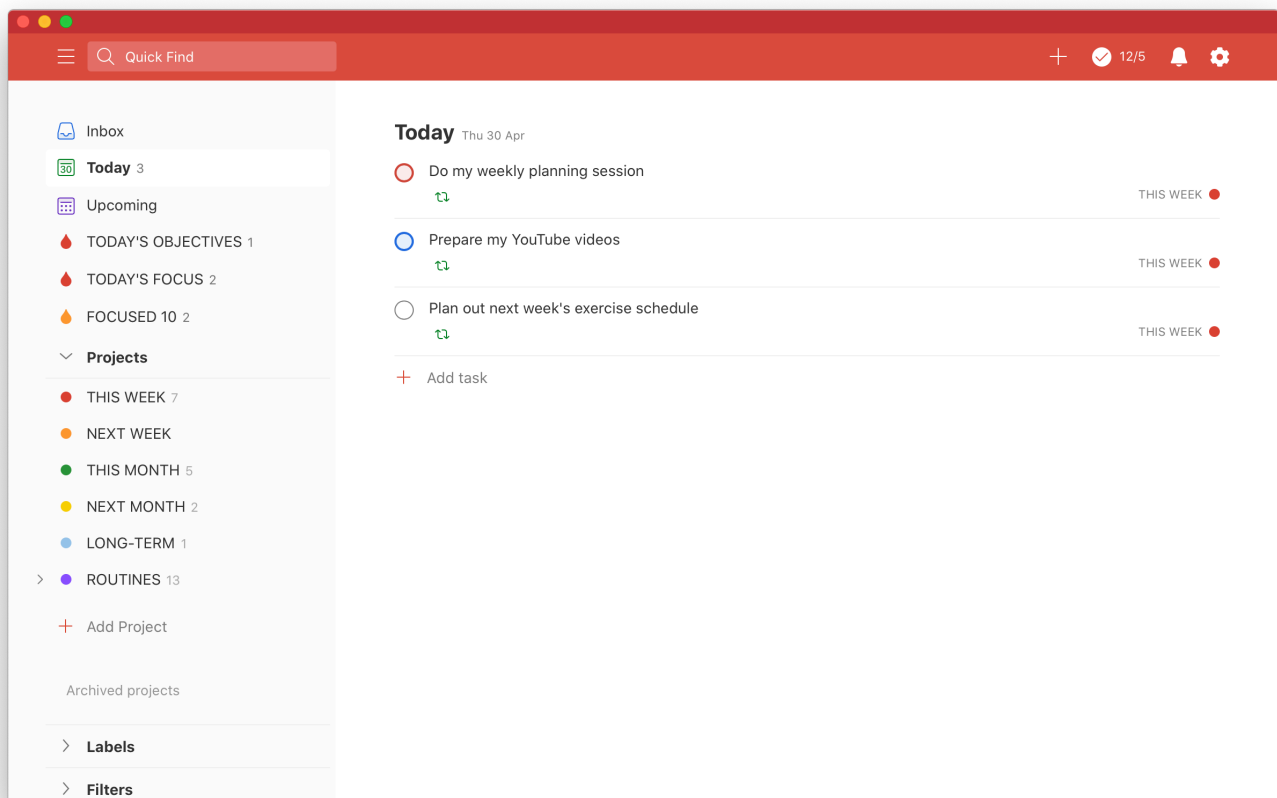 Quick Find
12/5
Inbox
30
Today 3
Upcoming
TODAY'S OBJECTIVES 1
TODAY'S FOCUS 2
FOCUSED 10 2
Projects
THIS WEEK 7
NEXT WEEK
THIS MONTH 5
NEXT MONTH 2
LONG-TERM 1
ROUTINES 13
Add Project
Archived projects
Labels
Filters
Today Thu 30 Apr
Do my weekly planning session
THIS WEEK
Prepare my YouTube videos
THIS WEEK
Plan out next week's exercise schedule
THIS WEEK
Add task